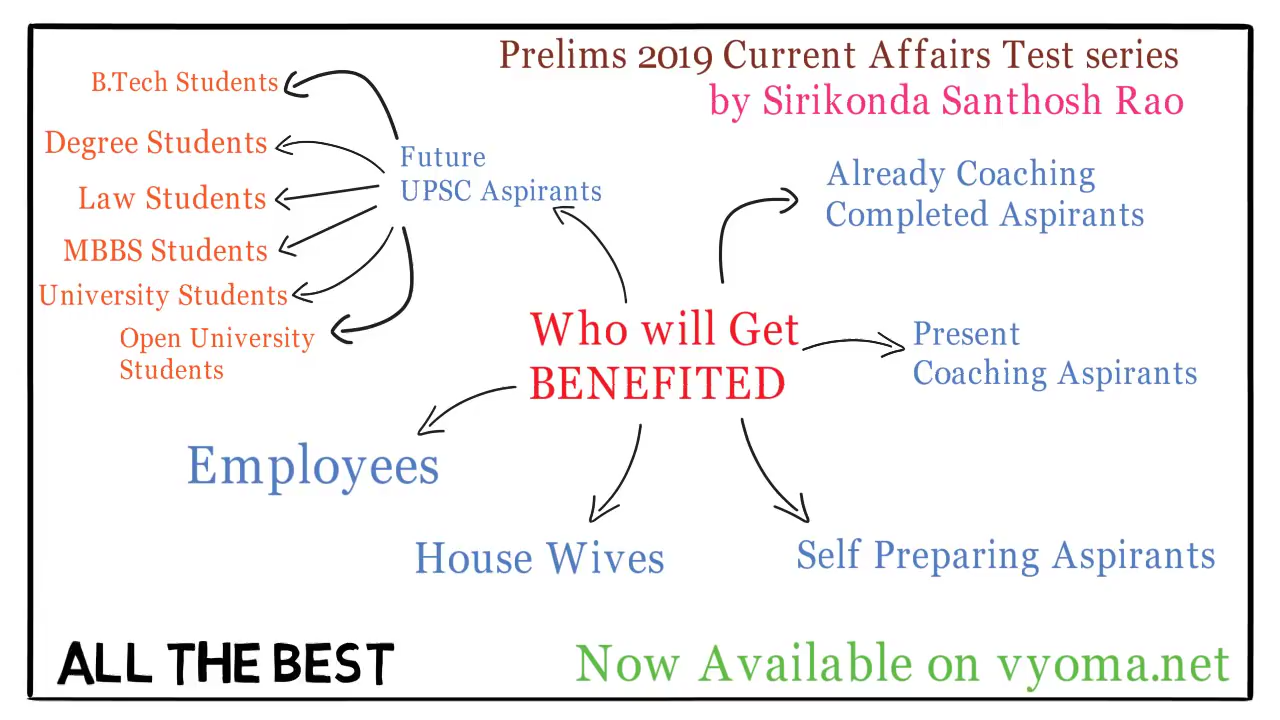 Prelims 2019 Current Affairs Test series
by Sirikonda Santhosh Rao
B.Tech Students
Degree Students
Law Students
MBBS Students
University Students
Open University
Students
Future
UPSC Aspirants
Already Coaching
Completed Aspirants
Who will Get
BENEFITED
Present
Coaching Aspirants
Employees
House Wives
Self Preparing Aspirants
ALL THE BEST
Now Available on vyoma.net